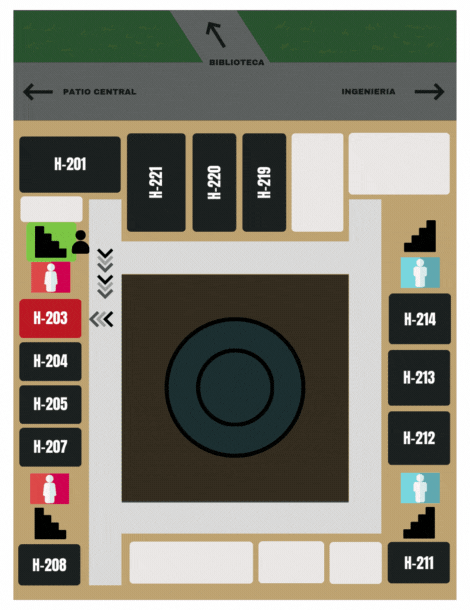 BIBLIOTECA
PATIO CENTRAL
INGENIERIA
H-201
H-221
H-220
H-219
H-203
H-214
H-204
H-213
H-205
H-212
H-207
H-208
H-211